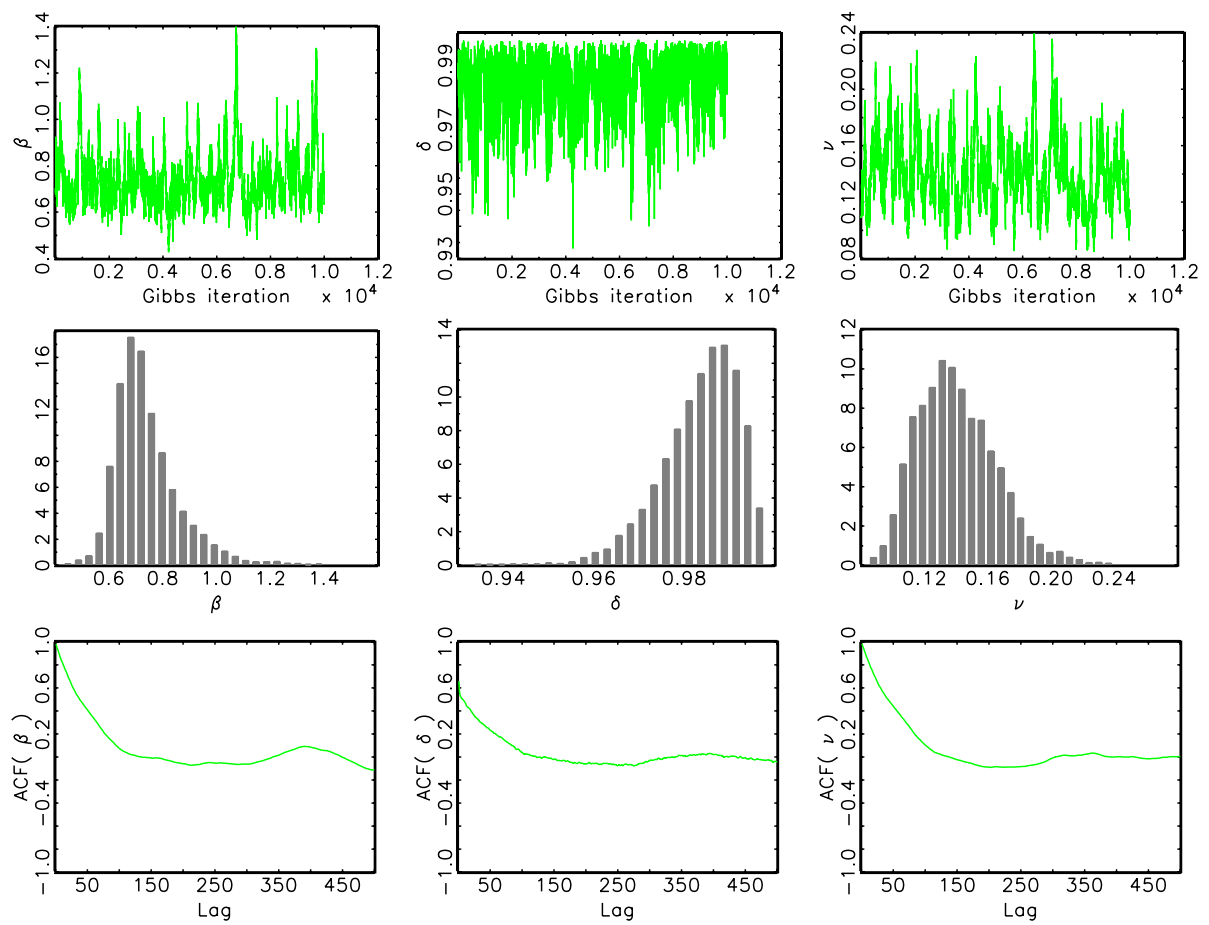 β
0.4 0.6 0.8 1.0 1.2 1.4
0.2 0.4 0.6 0.8 1.0 1.2
Gibbs iteration x 10⁴
δ
0.93 0.95 0.97 0.99
0.2 0.4 0.6 0.8 1.0 1.2
Gibbs iteration x 10⁴
ν
0.08 0.12 0.16 0.20 0.24
0.2 0.4 0.6 0.8 1.0 1.2
Gibbs iteration x 10⁴
0 2 4 6 8 12 16
0.6 0.8 1.0 1.2 1.4
β
0 2 4 6 8 10 14
0.94 0.96 0.98
δ
0 2 4 6 8 10 12
0.12 0.16 0.20 0.24
ν
ACF( β )
−1.0 −0.4 0.2 0.6 1.0
50 150 250 350 450
Lag
ACF( δ )
−1.0 −0.4 0.2 0.6 1.0
50 150 250 350 450
Lag
ACF( ν )
−1.0 −0.4 0.2 0.6 1.0
50 150 250 350 450
Lag